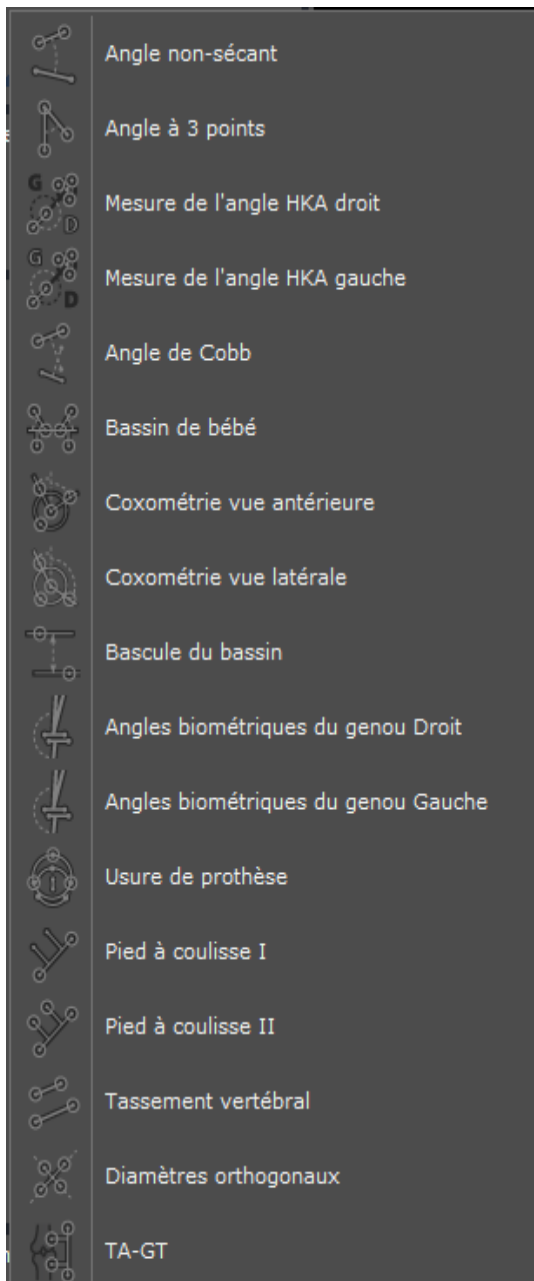 Angle non-sécant
Angle à 3 points
G
D
Mesure de l'angle HKA droit
G
D
Mesure de l'angle HKA gauche
Angle de Cobb
Bassin de bébé
Coxométrie vue antérieure
Coxométrie vue latérale
Bascule du bassin
Angles biométriques du genou Droit
Angles biométriques du genou Gauche
Usure de prothèse
Pied à coulisse I
Pied à coulisse II
Tassement vertébral
Diamètres orthogonaux
TA-GT